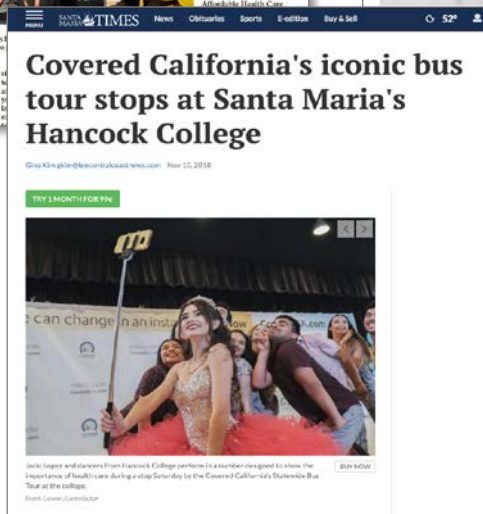 Affordable Health Care
MENU
SANTA MARIA TIMES
News Obituaries Sports E-edition Buy & Sell
52°
Covered California's iconic bus
tour stops at Santa Maria's
Hancock College
Nov 10, 2018
TRY 1 MONTH FOR 99¢
can change in an insta
Jacki Lopez and dancers from Hancock College perform in a number designed to show the
importance of health care during a stop Saturday by the Covered California's Statewide Bus
Tour at the college.
BUY NOW
Contributor